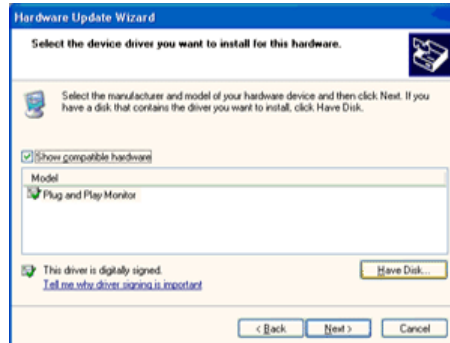 Hardware Update Wizard
Select the device driver you want to install for this hardware.
Select the manufacturer and model of your hardware device and then click Next. If you
have a disk that contains the driver you want to install, click Have Disk.
Show compatible hardware
Model
Plug and Play Monitor
This driver is digitally signed.
Have Disk...
Tell me why driver signing is important
< Back
Next >
Cancel